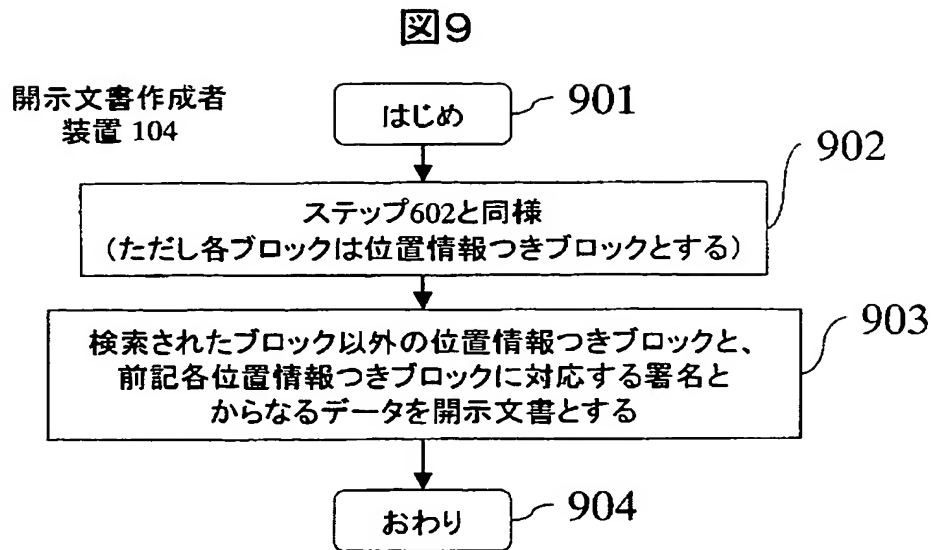 図9
開示文書作成者
装置 104
はじめ
901
902
ステップ602と同様
(ただし各ブロックは位置情報つきブロックとする)
903
検索されたブロック以外の位置情報つきブロックと、
前記各位置情報つきブロックに対応する署名と
からなるデータを開示文書とする
おわり
904